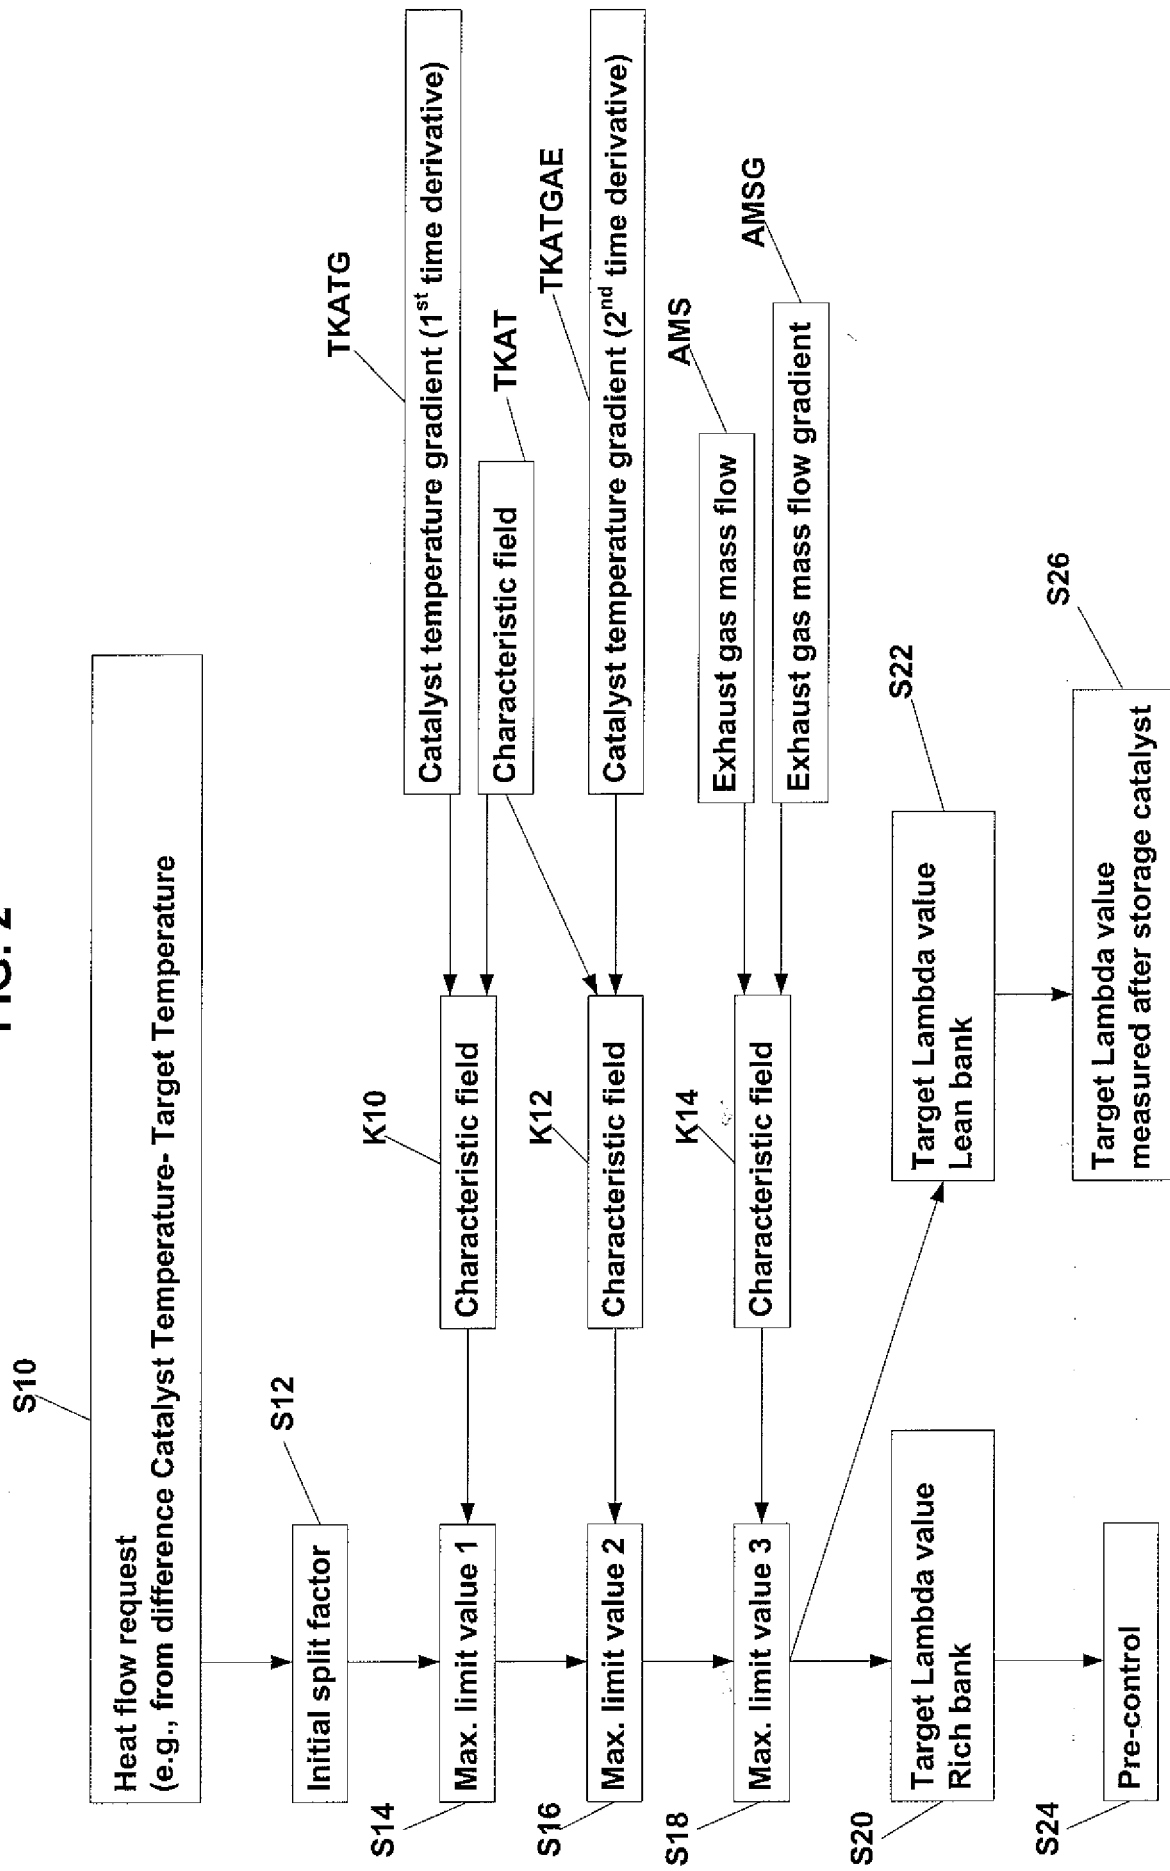 FIG. 2
S10
Heat flow request
(e.g., from difference Catalyst Temperature- Target Temperature
S12
Initial split factor
TKATG
Catalyst temperature gradient (1st time derivative)
K10
S14
Max. limit value 1
Characteristic field
TKAT
Characteristic field
TKATGAE
Catalyst temperature gradient (2nd time derivative)
K12
S16
Max. limit value 2
Characteristic field
AMS
Exhaust gas mass flow
K14
S18
Max. limit value 3
Characteristic field
AMSG
Exhaust gas mass flow gradient
S20
Target Lambda value
Rich bank
S22
Target Lambda value
Lean bank
S24
Pre-control
S26
Target Lambda value
measured after storage catalyst